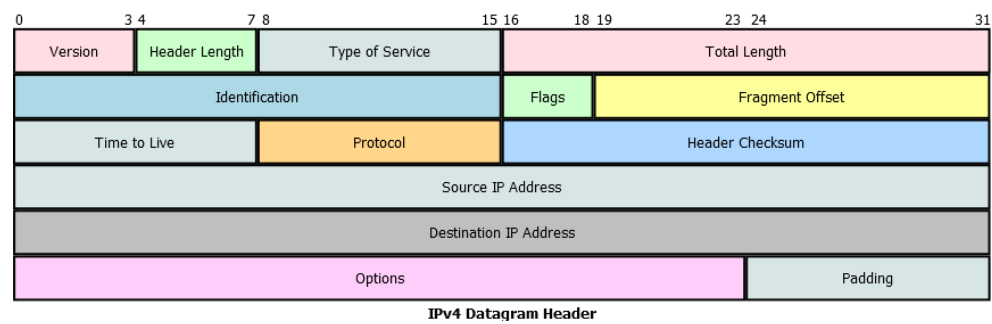 0 3 4 7 8 15 16 18 19 23 24 31
Version Header Length Type of Service Total Length
Identification Flags Fragment Offset
Time to Live Protocol Header Checksum
Source IP Address
Destination IP Address
Options Padding
IPv4 Datagram Header